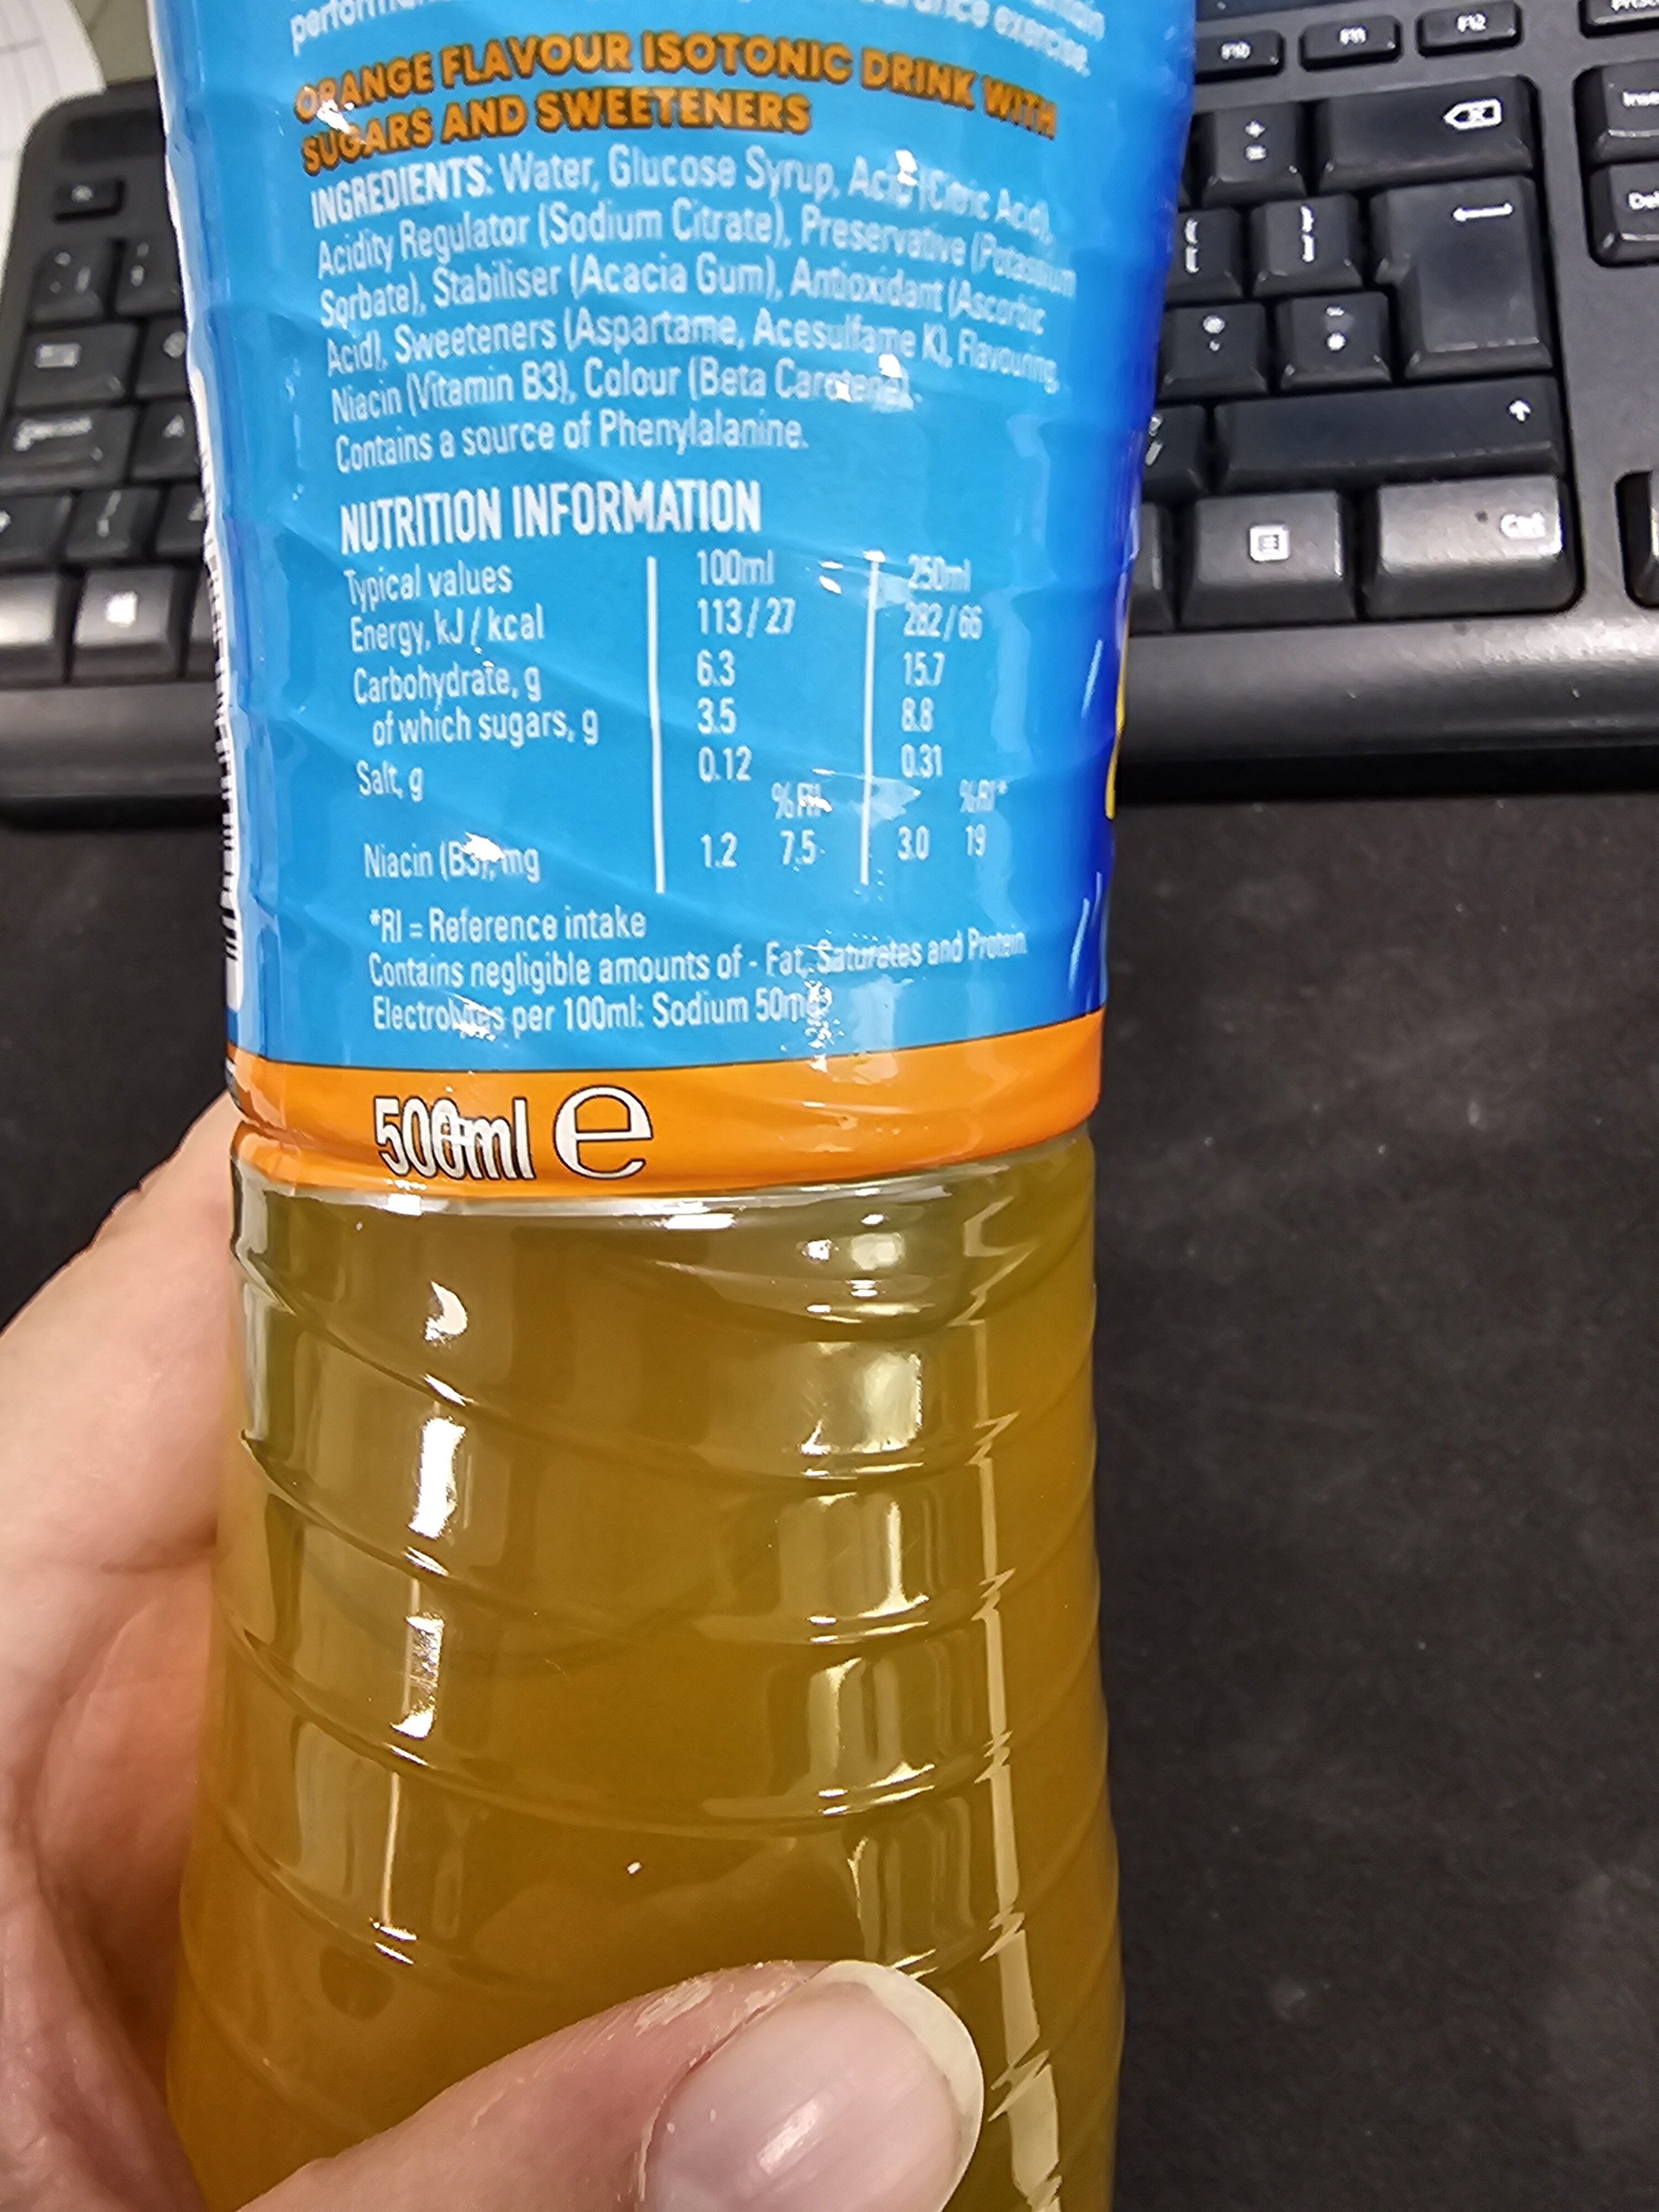 exercise.
ORANGE FLAVOUR ISOTONIC DRINK WITH
SUGARS AND SWEETENERS
INGREDIENTS: Water, Glucose Syrup, Acid (Citric Acid),
Acidity Regulator (Sodium Citrate), Preservative (Potassium
Sorbate), Stabiliser (Acacia Gum), Antioxidant (Ascorbic
Acid), Sweeteners (Aspartame, Acesulfame K), Flavouring,
Niacin (Vitamin B3), Colour (Beta Carotene).
Contains a source of Phenylalanine.
NUTRITION INFORMATION
Typical values 100ml 250ml
Energy, kJ / kcal 113 / 27 282 / 66
Carbohydrate, g 6.3 15.7
of which sugars, g 3.5 8.8
Salt, g 0.12 0.31
%RI* %RI*
Niacin (B3), mg 1.2 7.5 3.0 19
*RI = Reference intake
Contains negligible amounts of - Fat, Saturates and Protein
Electrolytes per 100ml: Sodium 50mg
500ml e
F10
F11
F12
Ctrl